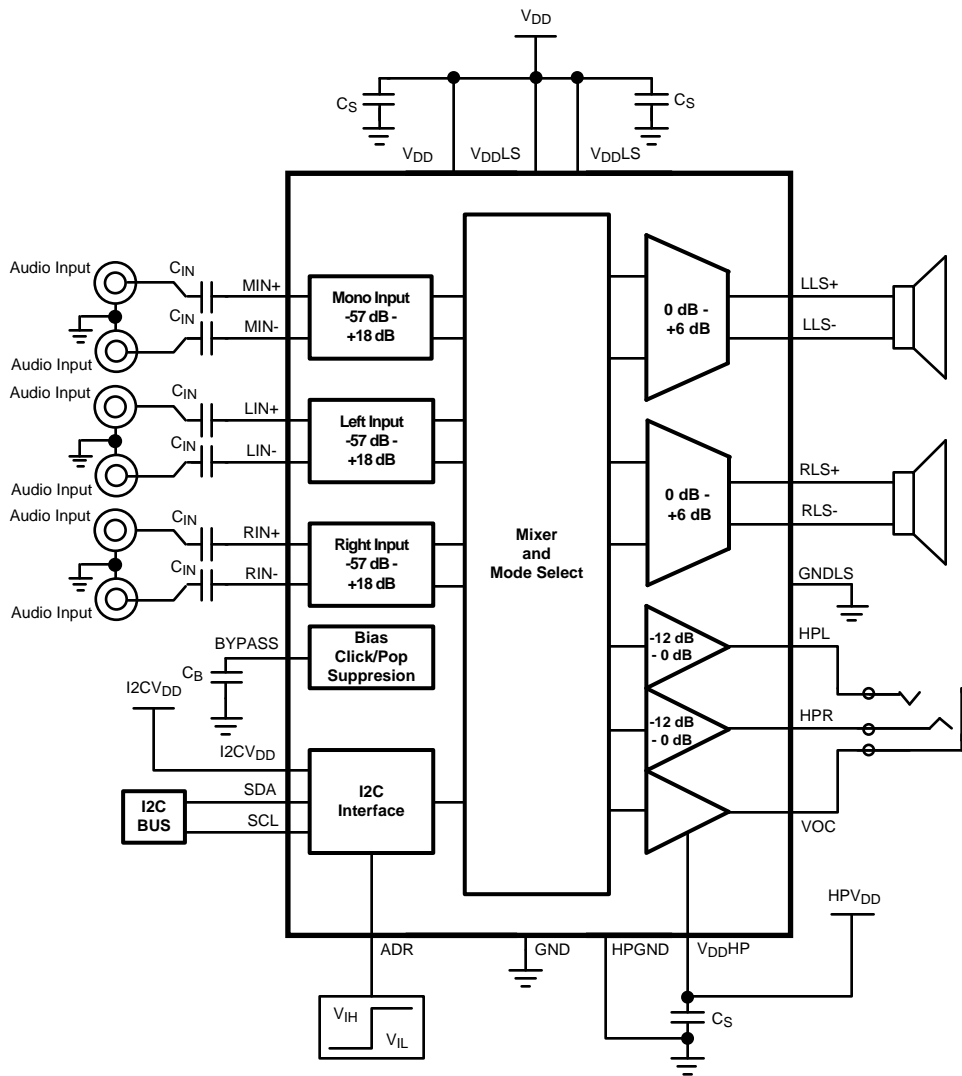 VDD
CS
CS
VDD
VDDLS
VDDLS
Audio Input
CIN
MIN+
CIN
MIN-
Audio Input
Mono Input
-57 dB -
+18 dB
0 dB -
+6 dB
LLS+
LLS-
Audio Input
CIN
LIN+
CIN
LIN-
Audio Input
Left Input
-57 dB -
+18 dB
0 dB -
+6 dB
RLS+
RLS-
Audio Input
CIN
RIN+
CIN
RIN-
Audio Input
Right Input
-57 dB -
+18 dB
Mixer
and
Mode Select
GNDLS
BYPASS
CB
Bias
Click/Pop
Suppresion
-12 dB
- 0 dB
HPL
-12 dB
- 0 dB
HPR
I2CVDD
I2CVDD
I2C
BUS
SDA
SCL
I2C
Interface
VOC
HPVDD
ADR
GND
HPGND
VDDHP
VIH
VIL
CS